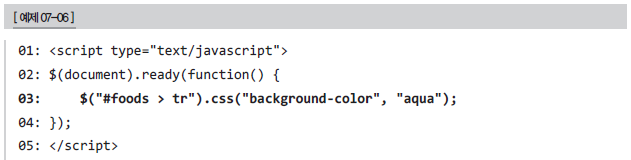 [ 예제 07-06 ]
01: <script type="text/javascript">
02: $(document).ready(function() {
03:     $("#foods > tr").css("background-color", "aqua");
04: });
05: </script>